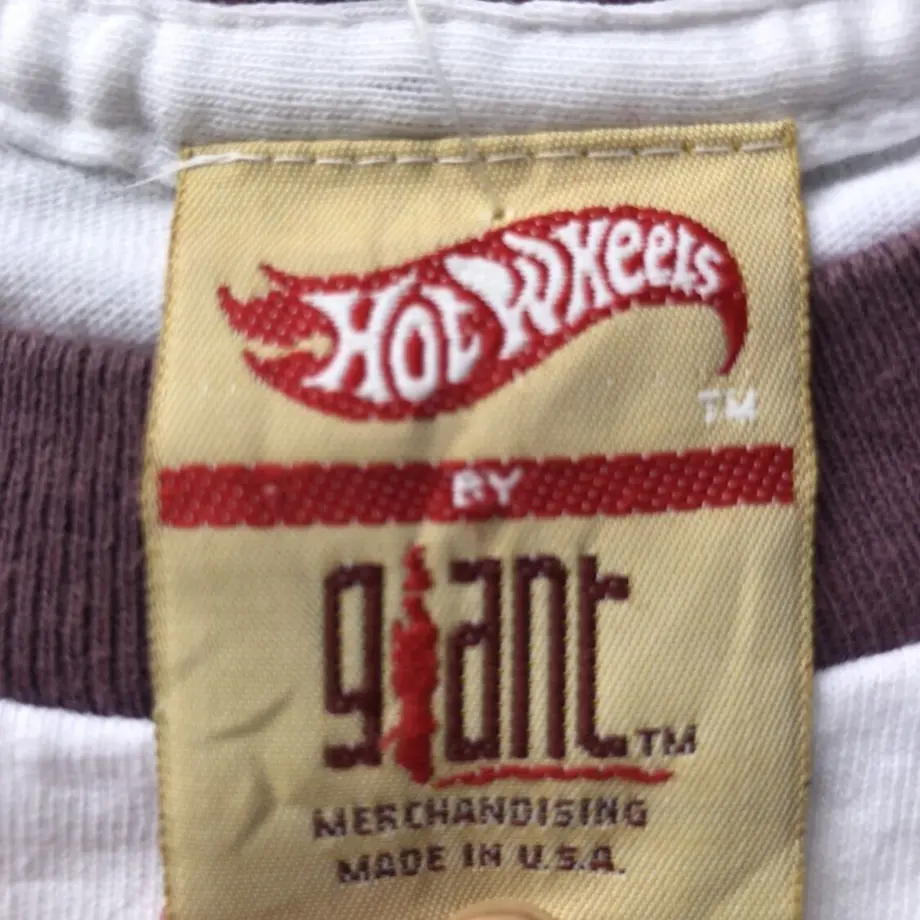 HOT WHEELS
TM
BY
giant TM
MERCHANDISING
MADE IN U.S.A.